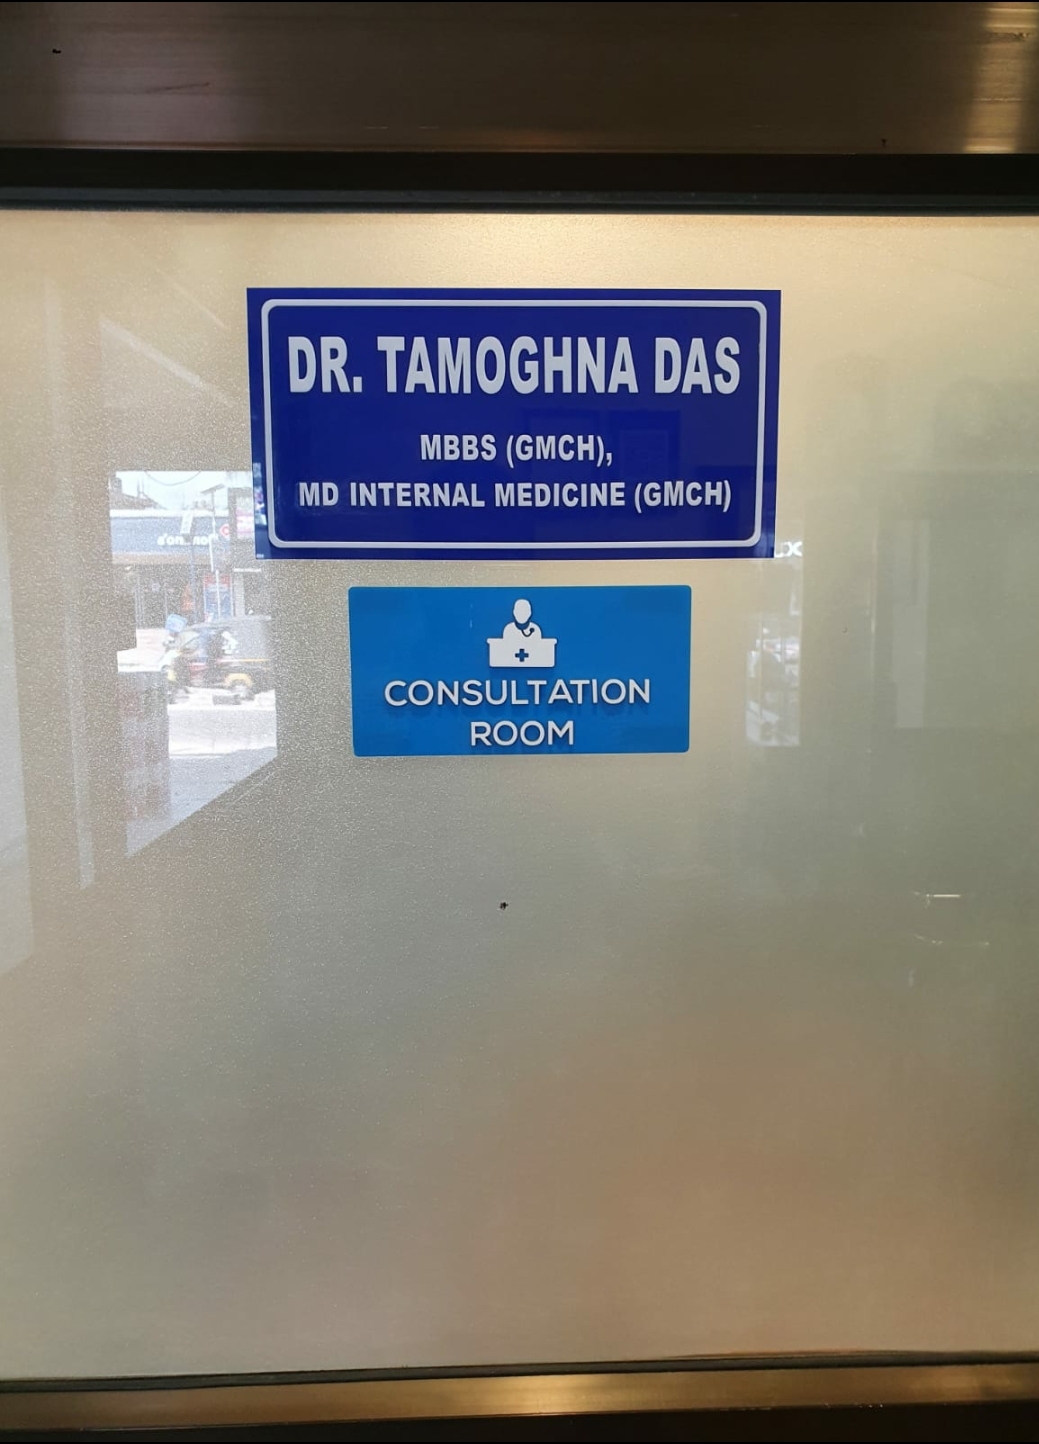 DR. TAMOGHNA DAS
MBBS (GMCH),
MD INTERNAL MEDICINE (GMCH)
CONSULTATION
ROOM